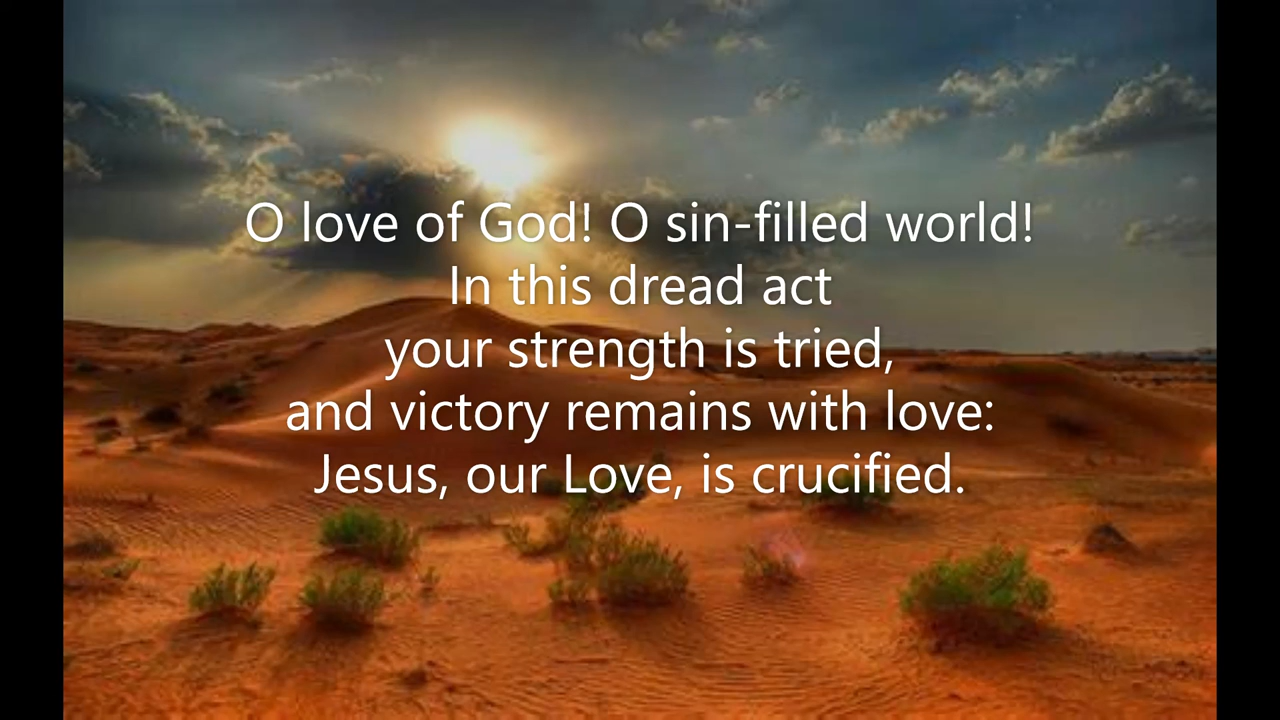 O love of God! O sin-filled world!
In this dread act
your strength is tried,
and victory remains with love:
Jesus, our Love, is crucified.